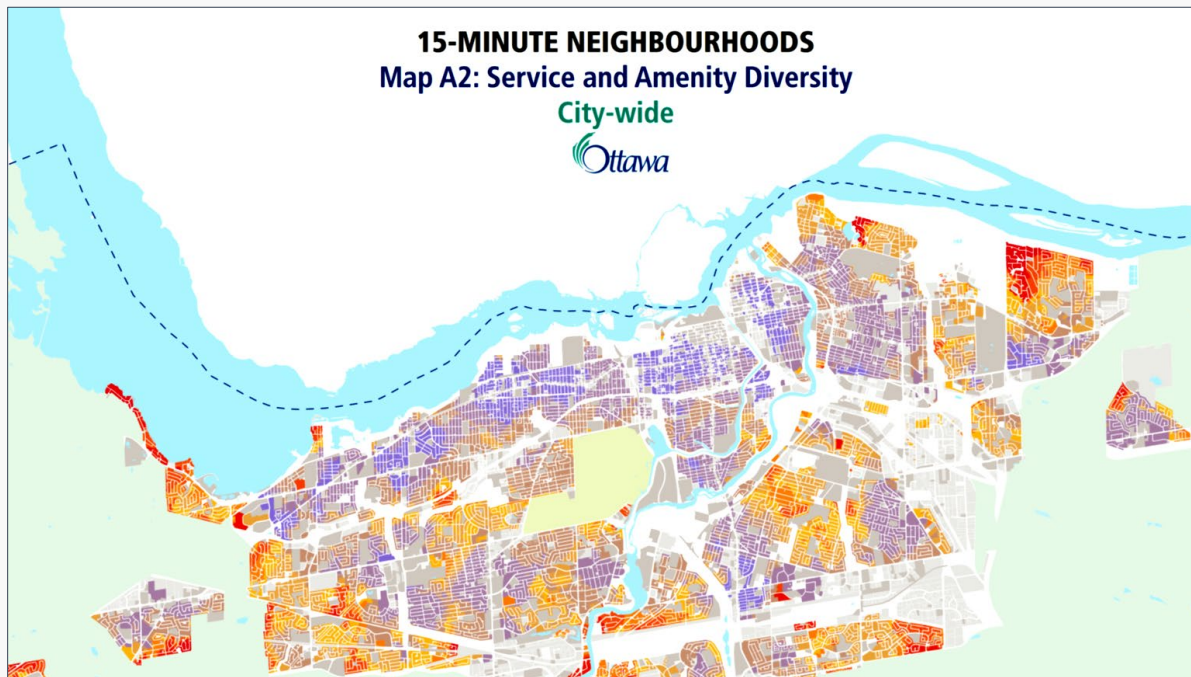 15-MINUTE NEIGHBOURHOODS
Map A2: Service and Amenity Diversity
City-wide
Ottawa